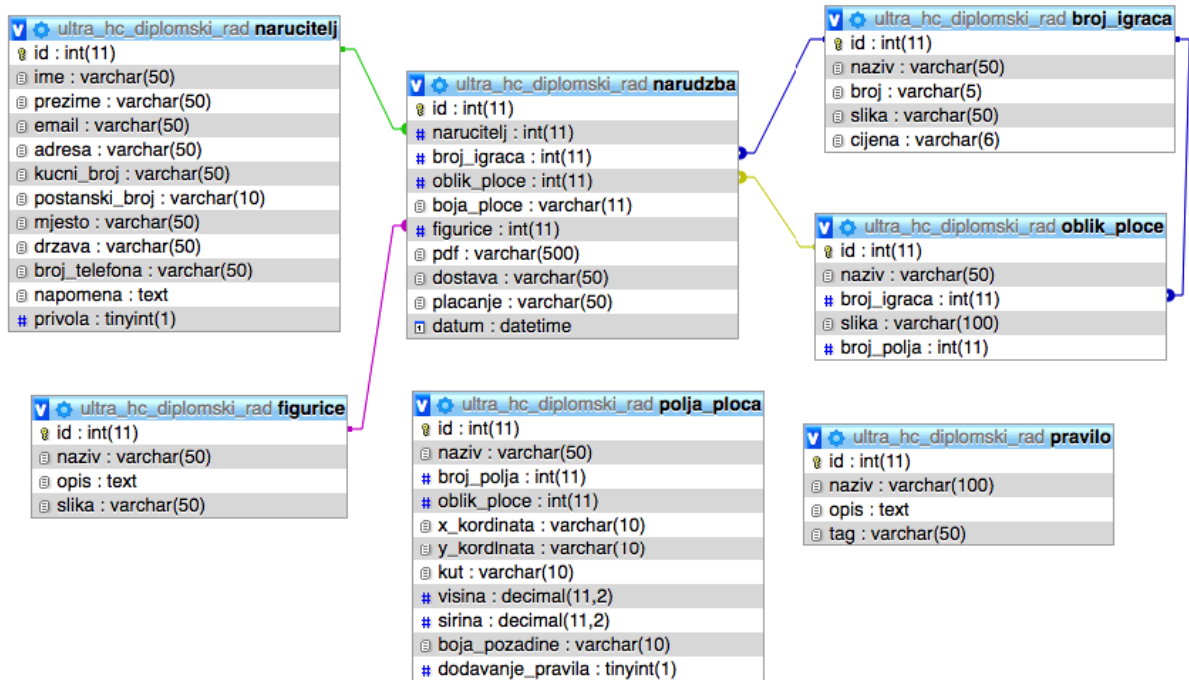 ultra_hc_diplomski_rad narucitelj
id : int(11)
ime : varchar(50)
prezime : varchar(50)
email : varchar(50)
adresa : varchar(50)
kucni_broj : varchar(50)
postanski_broj : varchar(10)
mjesto : varchar(50)
drzava : varchar(50)
broj_telefona : varchar(50)
napomena : text
# privola : tinyint(1)
ultra_hc_diplomski_rad narudzba
id : int(11)
# narucitelj : int(11)
# broj_igraca : int(11)
# oblik_ploce : int(11)
boja_ploce : varchar(11)
# figurice : int(11)
pdf : varchar(500)
dostava : varchar(50)
placanje : varchar(50)
datum : datetime
ultra_hc_diplomski_rad broj_igraca
id : int(11)
naziv : varchar(50)
broj : varchar(5)
slika : varchar(50)
cijena : varchar(6)
ultra_hc_diplomski_rad oblik_ploce
id : int(11)
naziv : varchar(50)
# broj_igraca : int(11)
slika : varchar(100)
# broj_polja : int(11)
ultra_hc_diplomski_rad figurice
id : int(11)
naziv : varchar(50)
opis : text
slika : varchar(50)
ultra_hc_diplomski_rad polja_ploca
id : int(11)
naziv : varchar(50)
# broj_polja : int(11)
# oblik_ploce : int(11)
x_kordinata : varchar(10)
y_kordinata : varchar(10)
kut : varchar(10)
# visina : decimal(11,2)
# sirina : decimal(11,2)
boja_pozadine : varchar(10)
# dodavanje_pravila : tinyint(1)
ultra_hc_diplomski_rad pravilo
id : int(11)
naziv : varchar(100)
opis : text
tag : varchar(50)